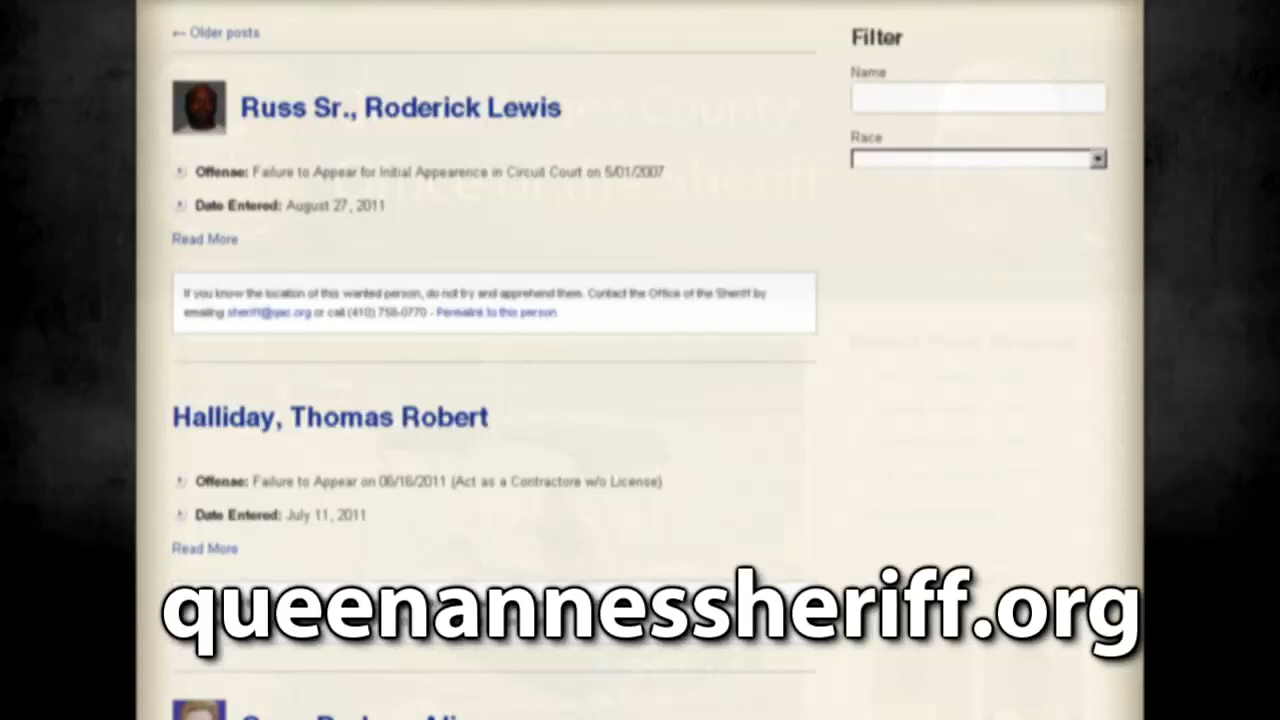 ← Older posts
Filter
Name
Russ Sr., Roderick Lewis
Race
Offense: Failure to Appear for Initial Appearence in Circuit Court on 5/01/2007
Date Entered: August 27, 2011
Read More
If you know the location of this wanted person, do not try and apprehend them. Contact the Office of the Sheriff by
emailing sheriff@qac.org or call (410) 758-0770 - Permalink to this person
Halliday, Thomas Robert
Offense: Failure to Appear on 06/16/2011 (Act as a Contractore w/o License)
Date Entered: July 11, 2011
Read More
queenannessheriff.org